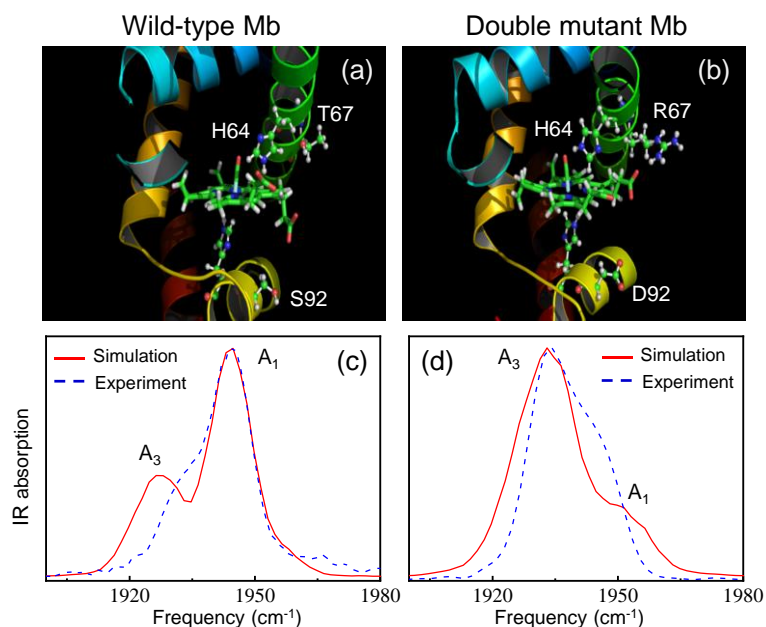 Wild-type Mb
Double mutant Mb
(a)
T67
H64
S92
(b)
R67
H64
D92
IR absorption
Simulation
Experiment
A₁
(c)
A₃
1920
1950
1980
Frequency (cm⁻¹)
(d)
A₃
Simulation
Experiment
A₁
1920
1950
1980
Frequency (cm⁻¹)